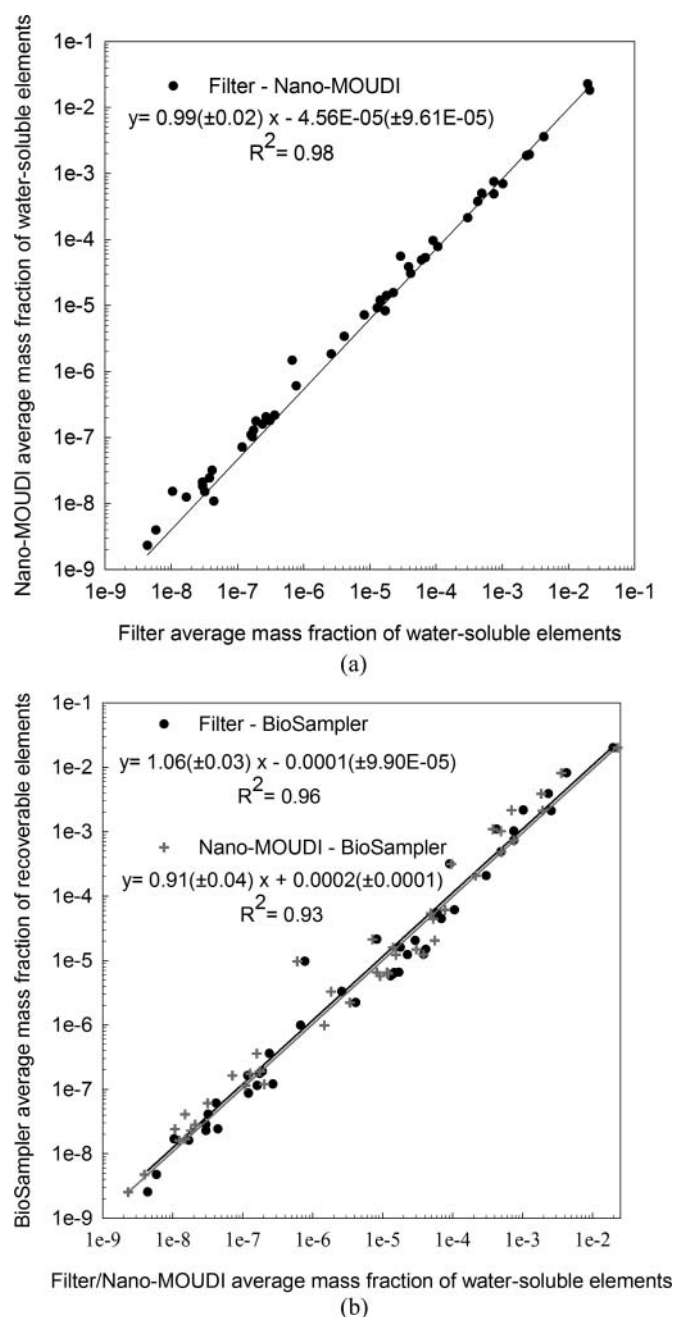 1e-1
Filter - Nano-MOUDI
y= 0.99(±0.02) x - 4.56E-05(±9.61E-05)
R2= 0.98
1e-2
1e-3
1e-4
1e-5
1e-6
1e-7
1e-8
1e-9
Nano-MOUDI average mass fraction of water-soluble elements
1e-9 1e-8 1e-7 1e-6 1e-5 1e-4 1e-3 1e-2 1e-1
Filter average mass fraction of water-soluble elements
(a)
1e-1
Filter - BioSampler
y= 1.06(±0.03) x - 0.0001(±9.90E-05)
R2= 0.96
Nano-MOUDI - BioSampler
y= 0.91(±0.04) x + 0.0002(±0.0001)
R2= 0.93
1e-2
1e-3
1e-4
1e-5
1e-6
1e-7
1e-8
1e-9
BioSampler average mass fraction of recoverable elements
1e-9 1e-8 1e-7 1e-6 1e-5 1e-4 1e-3 1e-2
Filter/Nano-MOUDI average mass fraction of water-soluble elements
(b)